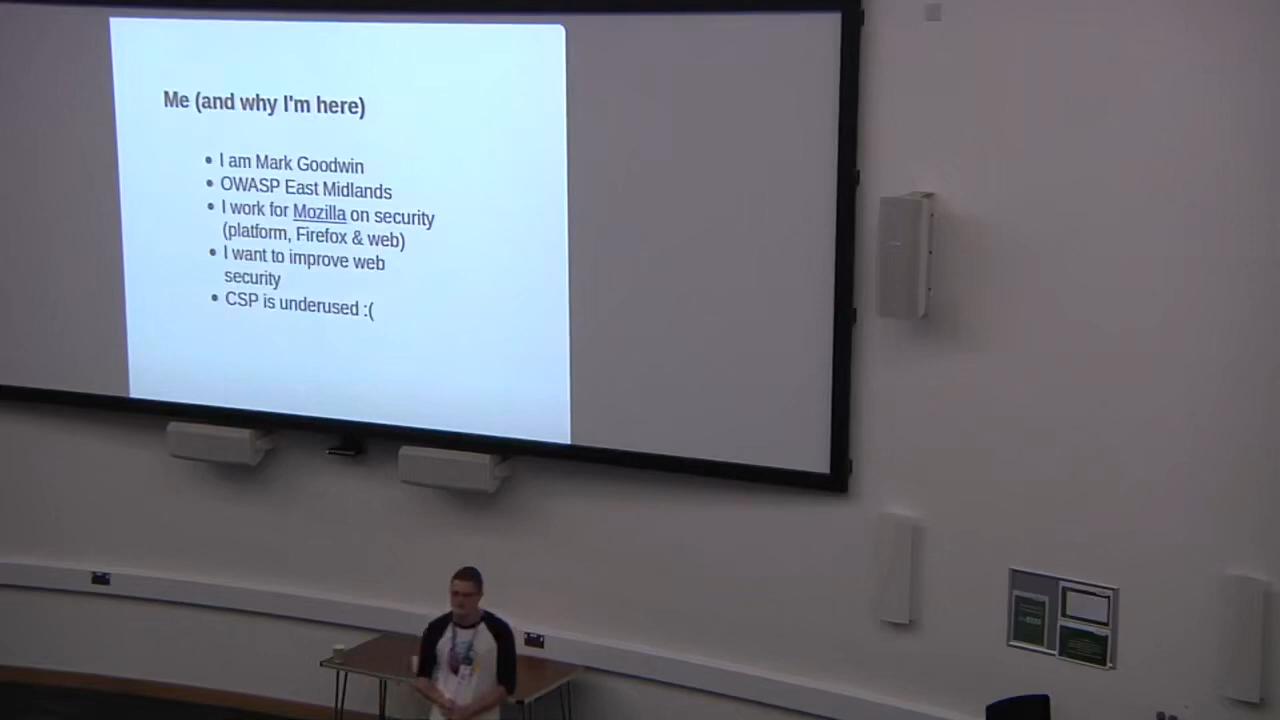 Me (and why I'm here)
• I am Mark Goodwin
• OWASP East Midlands
• I work for Mozilla on security
(platform, Firefox & web)
• I want to improve web
security
• CSP is underused :(